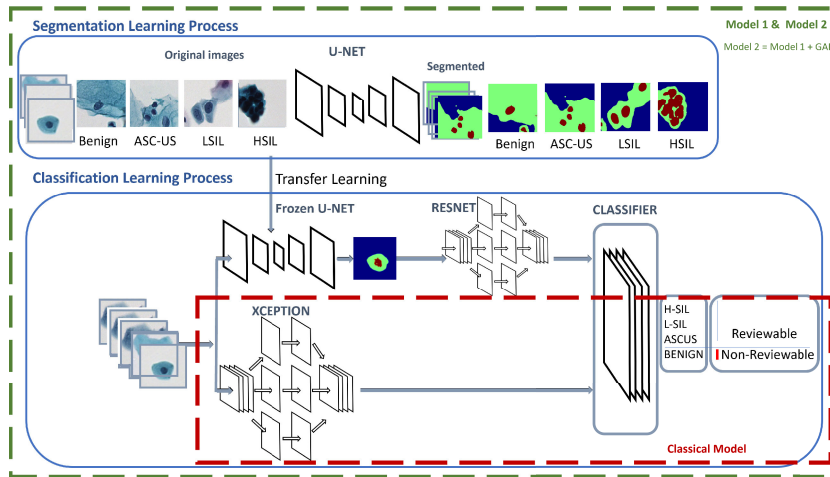 Segmentation Learning Process
Model 1 & Model 2
Model 2 = Model 1 + GA
Original images
U-NET
Segmented
Benign
ASC-US
LSIL
HSIL
Benign
ASC-US
LSIL
HSIL
Classification Learning Process
Transfer Learning
Frozen U-NET
RESNET
CLASSIFIER
XCEPTION
H-SIL
L-SIL
ASCUS
BENIGN
Reviewable
Non-Reviewable
Classical Model